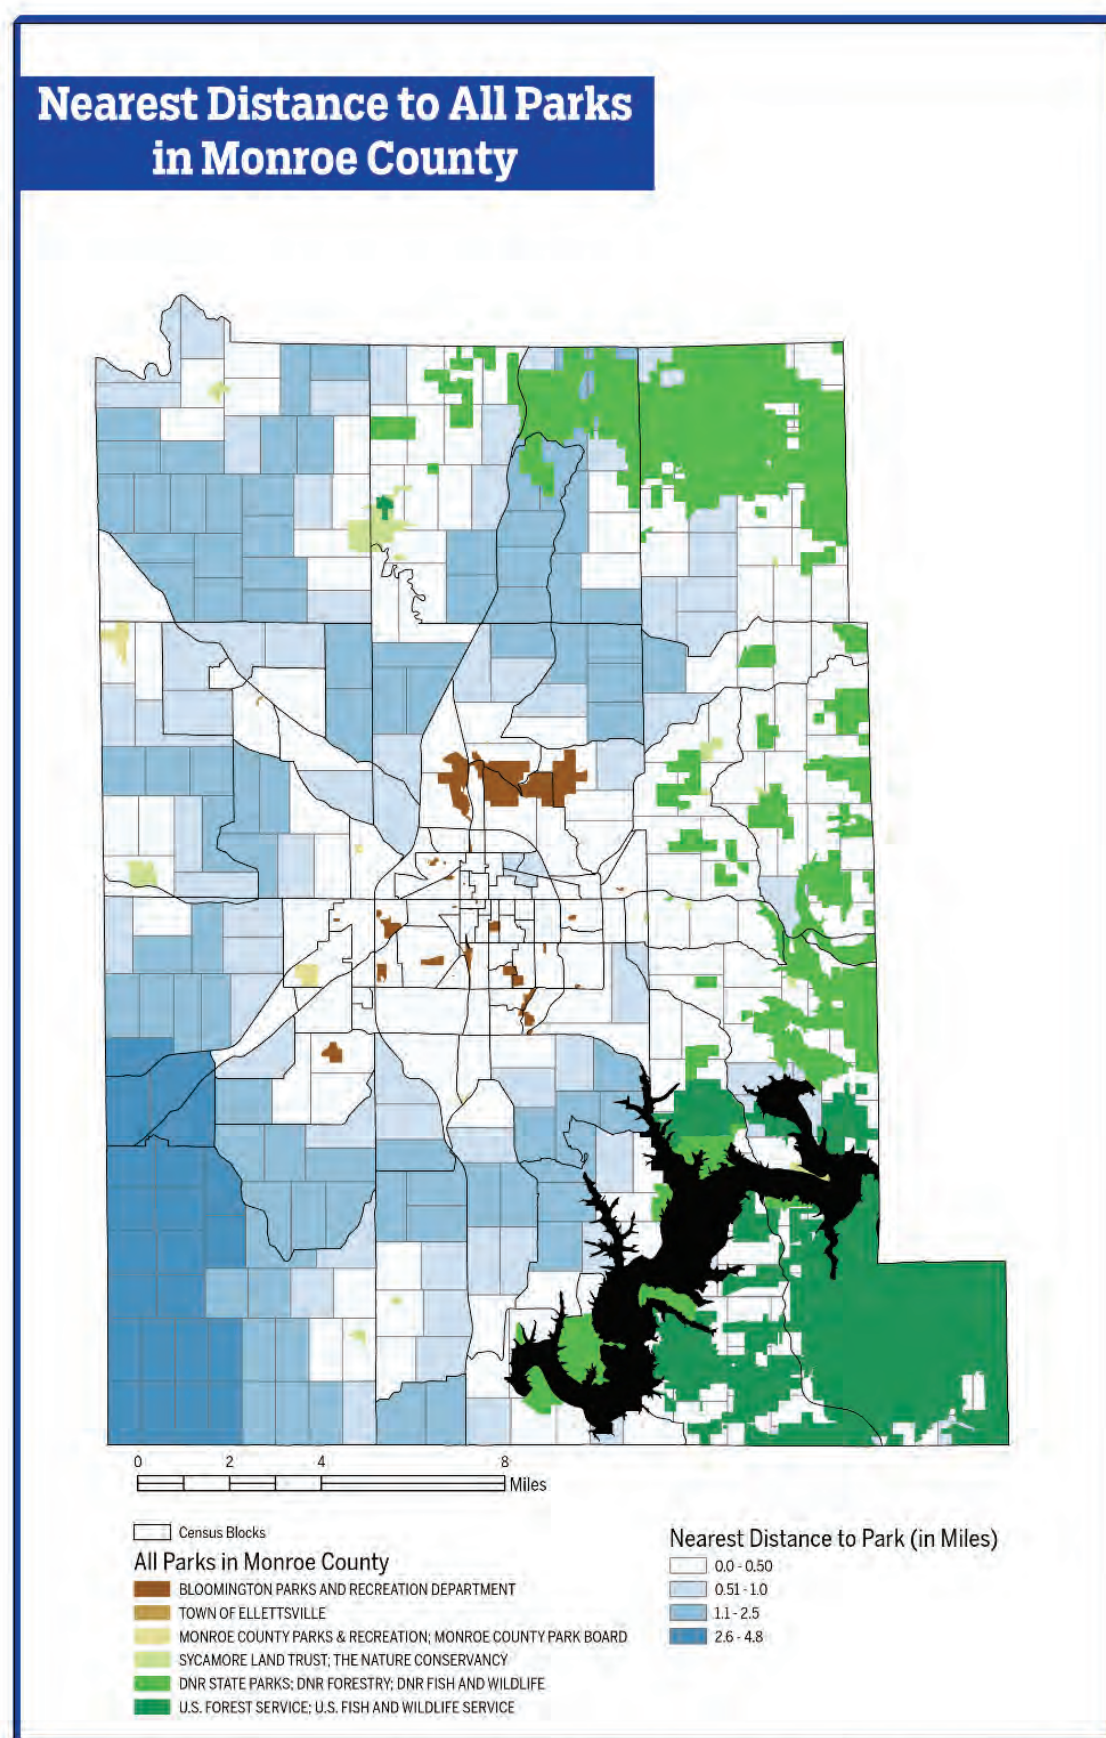 Nearest Distance to All Parks
in Monroe County
0 2 4 8
Miles
Census Blocks
All Parks in Monroe County
BLOOMINGTON PARKS AND RECREATION DEPARTMENT
TOWN OF ELLETTSVILLE
MONROE COUNTY PARKS & RECREATION; MONROE COUNTY PARK BOARD
SYCAMORE LAND TRUST; THE NATURE CONSERVANCY
DNR STATE PARKS; DNR FORESTRY; DNR FISH AND WILDLIFE
U.S. FOREST SERVICE; U.S. FISH AND WILDLIFE SERVICE
Nearest Distance to Park (in Miles)
0.0 - 0.50
0.51 - 1.0
1.1 - 2.5
2.6 - 4.8